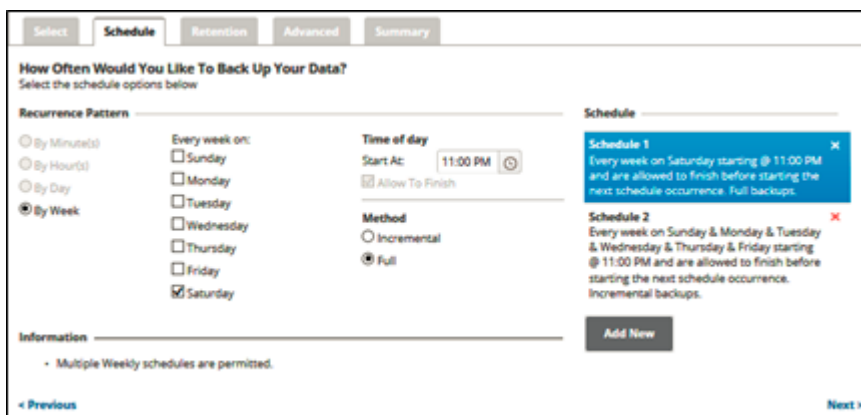 Select Schedule Retention Advanced Summary
How Often Would You Like To Back Up Your Data?
Select the schedule options below
Recurrence Pattern
By Minute(s)
By Hour(s)
By Day
By Week
Every week on:
Sunday
Monday
Tuesday
Wednesday
Thursday
Friday
Saturday
Time of day
Start At: 11:00 PM
Allow To Finish
Method
Incremental
Full
Schedule
Schedule 1
Every week on Saturday starting @ 11:00 PM
and are allowed to finish before starting the
next schedule occurrence. Full backups.
Schedule 2
Every week on Sunday & Monday & Tuesday
& Wednesday & Thursday & Friday starting
@ 11:00 PM and are allowed to finish before
starting the next schedule occurrence.
Incremental backups.
Add New
Information
• Multiple Weekly schedules are permitted.
< Previous
Next >